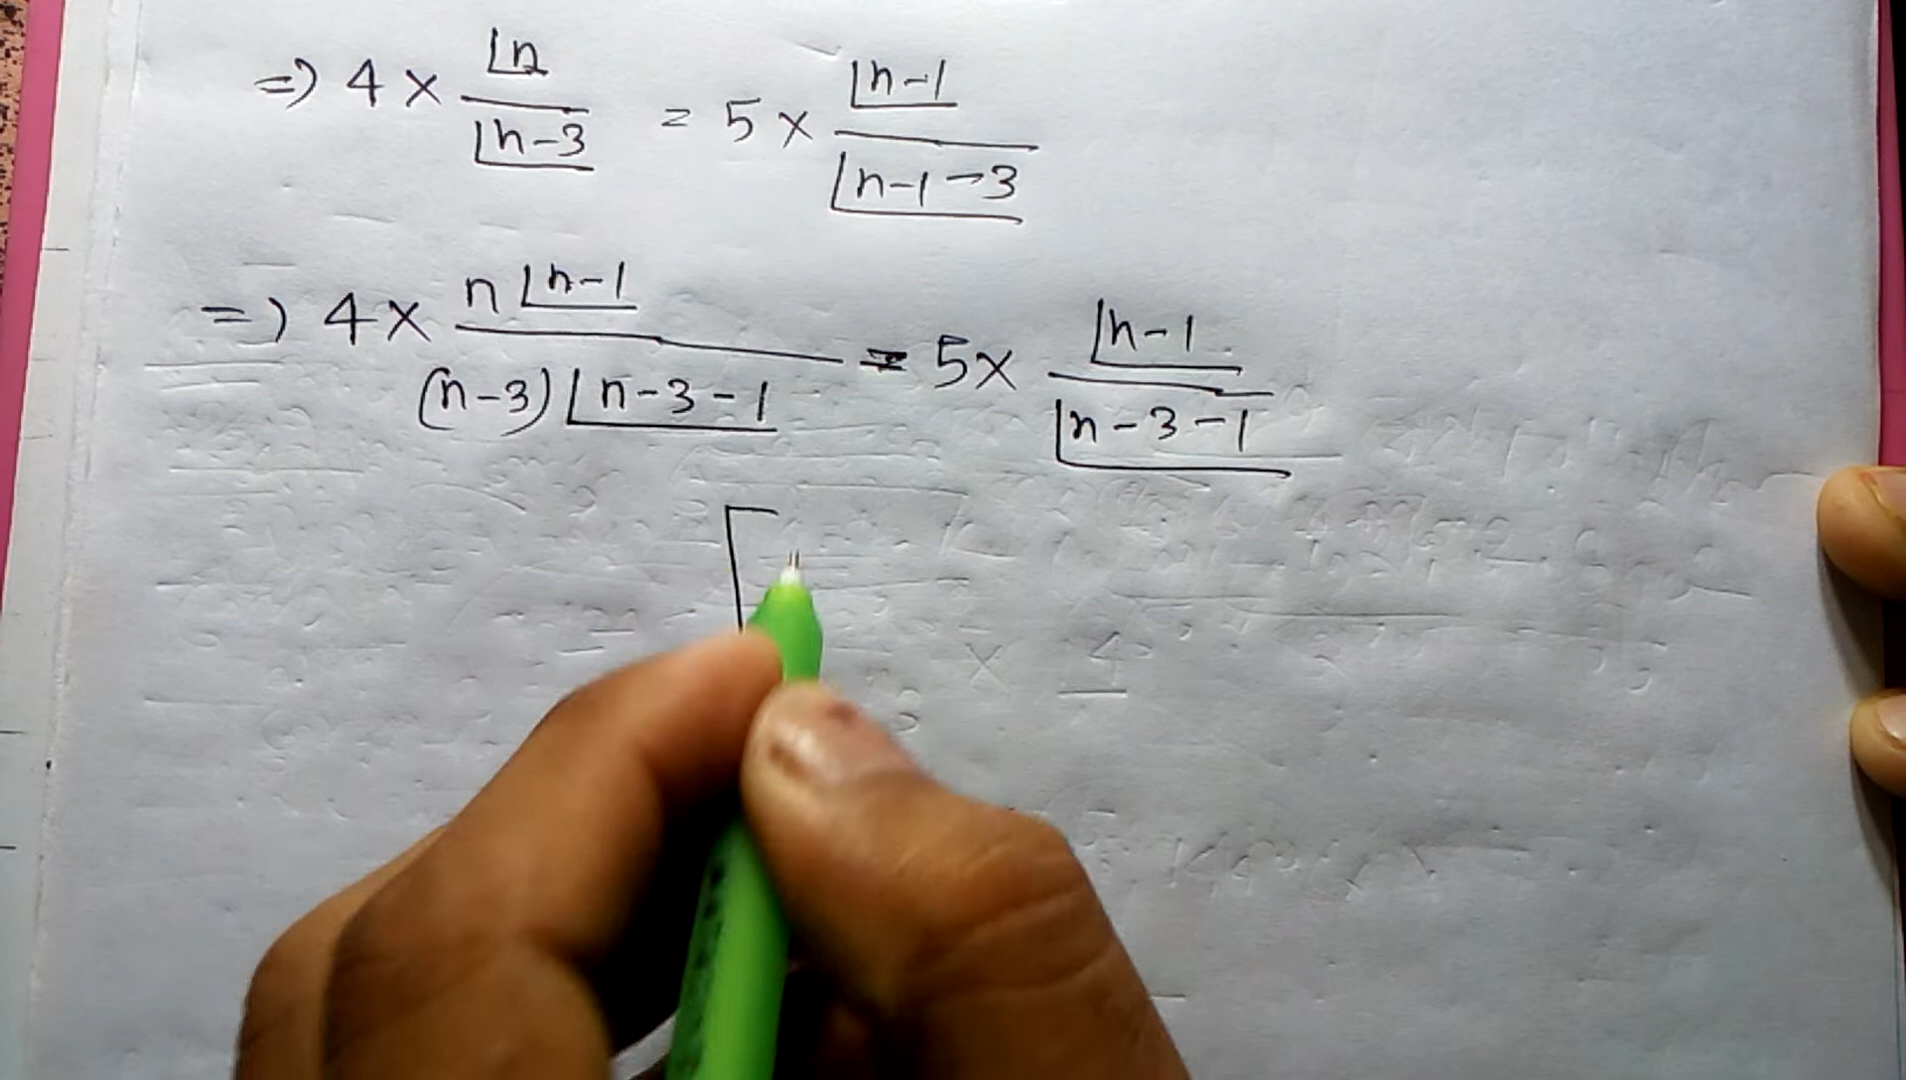 => 4 × |n / |n-3 = 5 × |n-1 / |n-1-3
=> 4 × n |n-1 / (n-3) |n-3-1 = 5 × |n-1 / |n-3-1
[